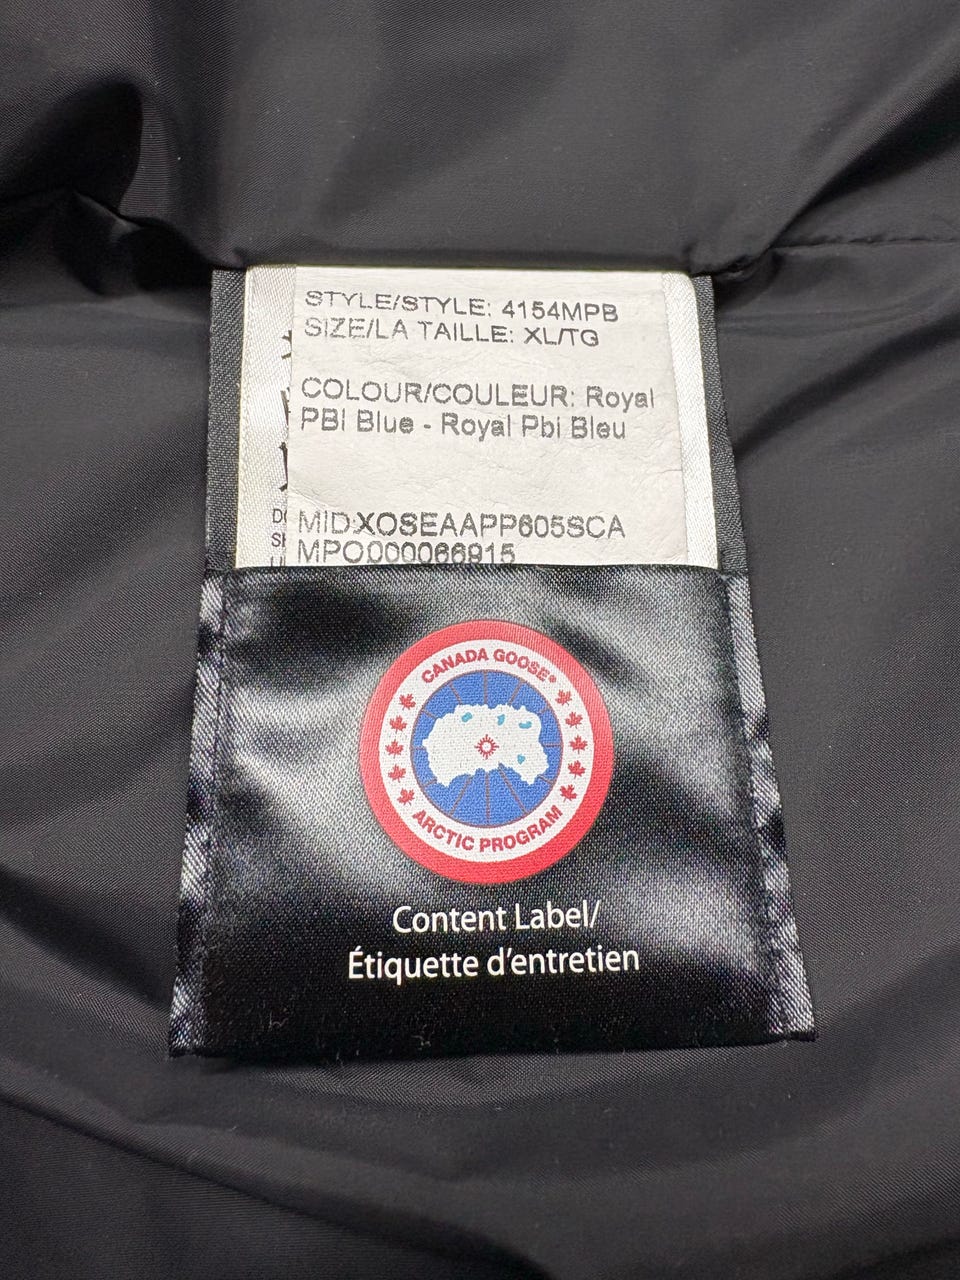 STYLE/STYLE: 4154MPB
SIZE/LA TAILLE: XL/TG
COLOUR/COULEUR: Royal
PBI Blue - Royal Pbi Bleu
MID:XOSEAAPP605SCA
MPO000066915
CANADA GOOSE®
ARCTIC PROGRAM
Content Label/
Étiquette d'entretien